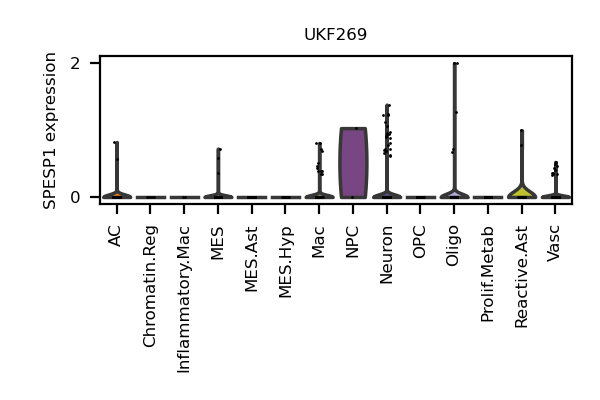 UKF269
SPESP1 expression
2
0
AC
Chromatin.Reg
Inflammatory.Mac
MES
MES.Ast
MES.Hyp
Mac
NPC
Neuron
OPC
Oligo
Prolif.Metab
Reactive.Ast
Vasc